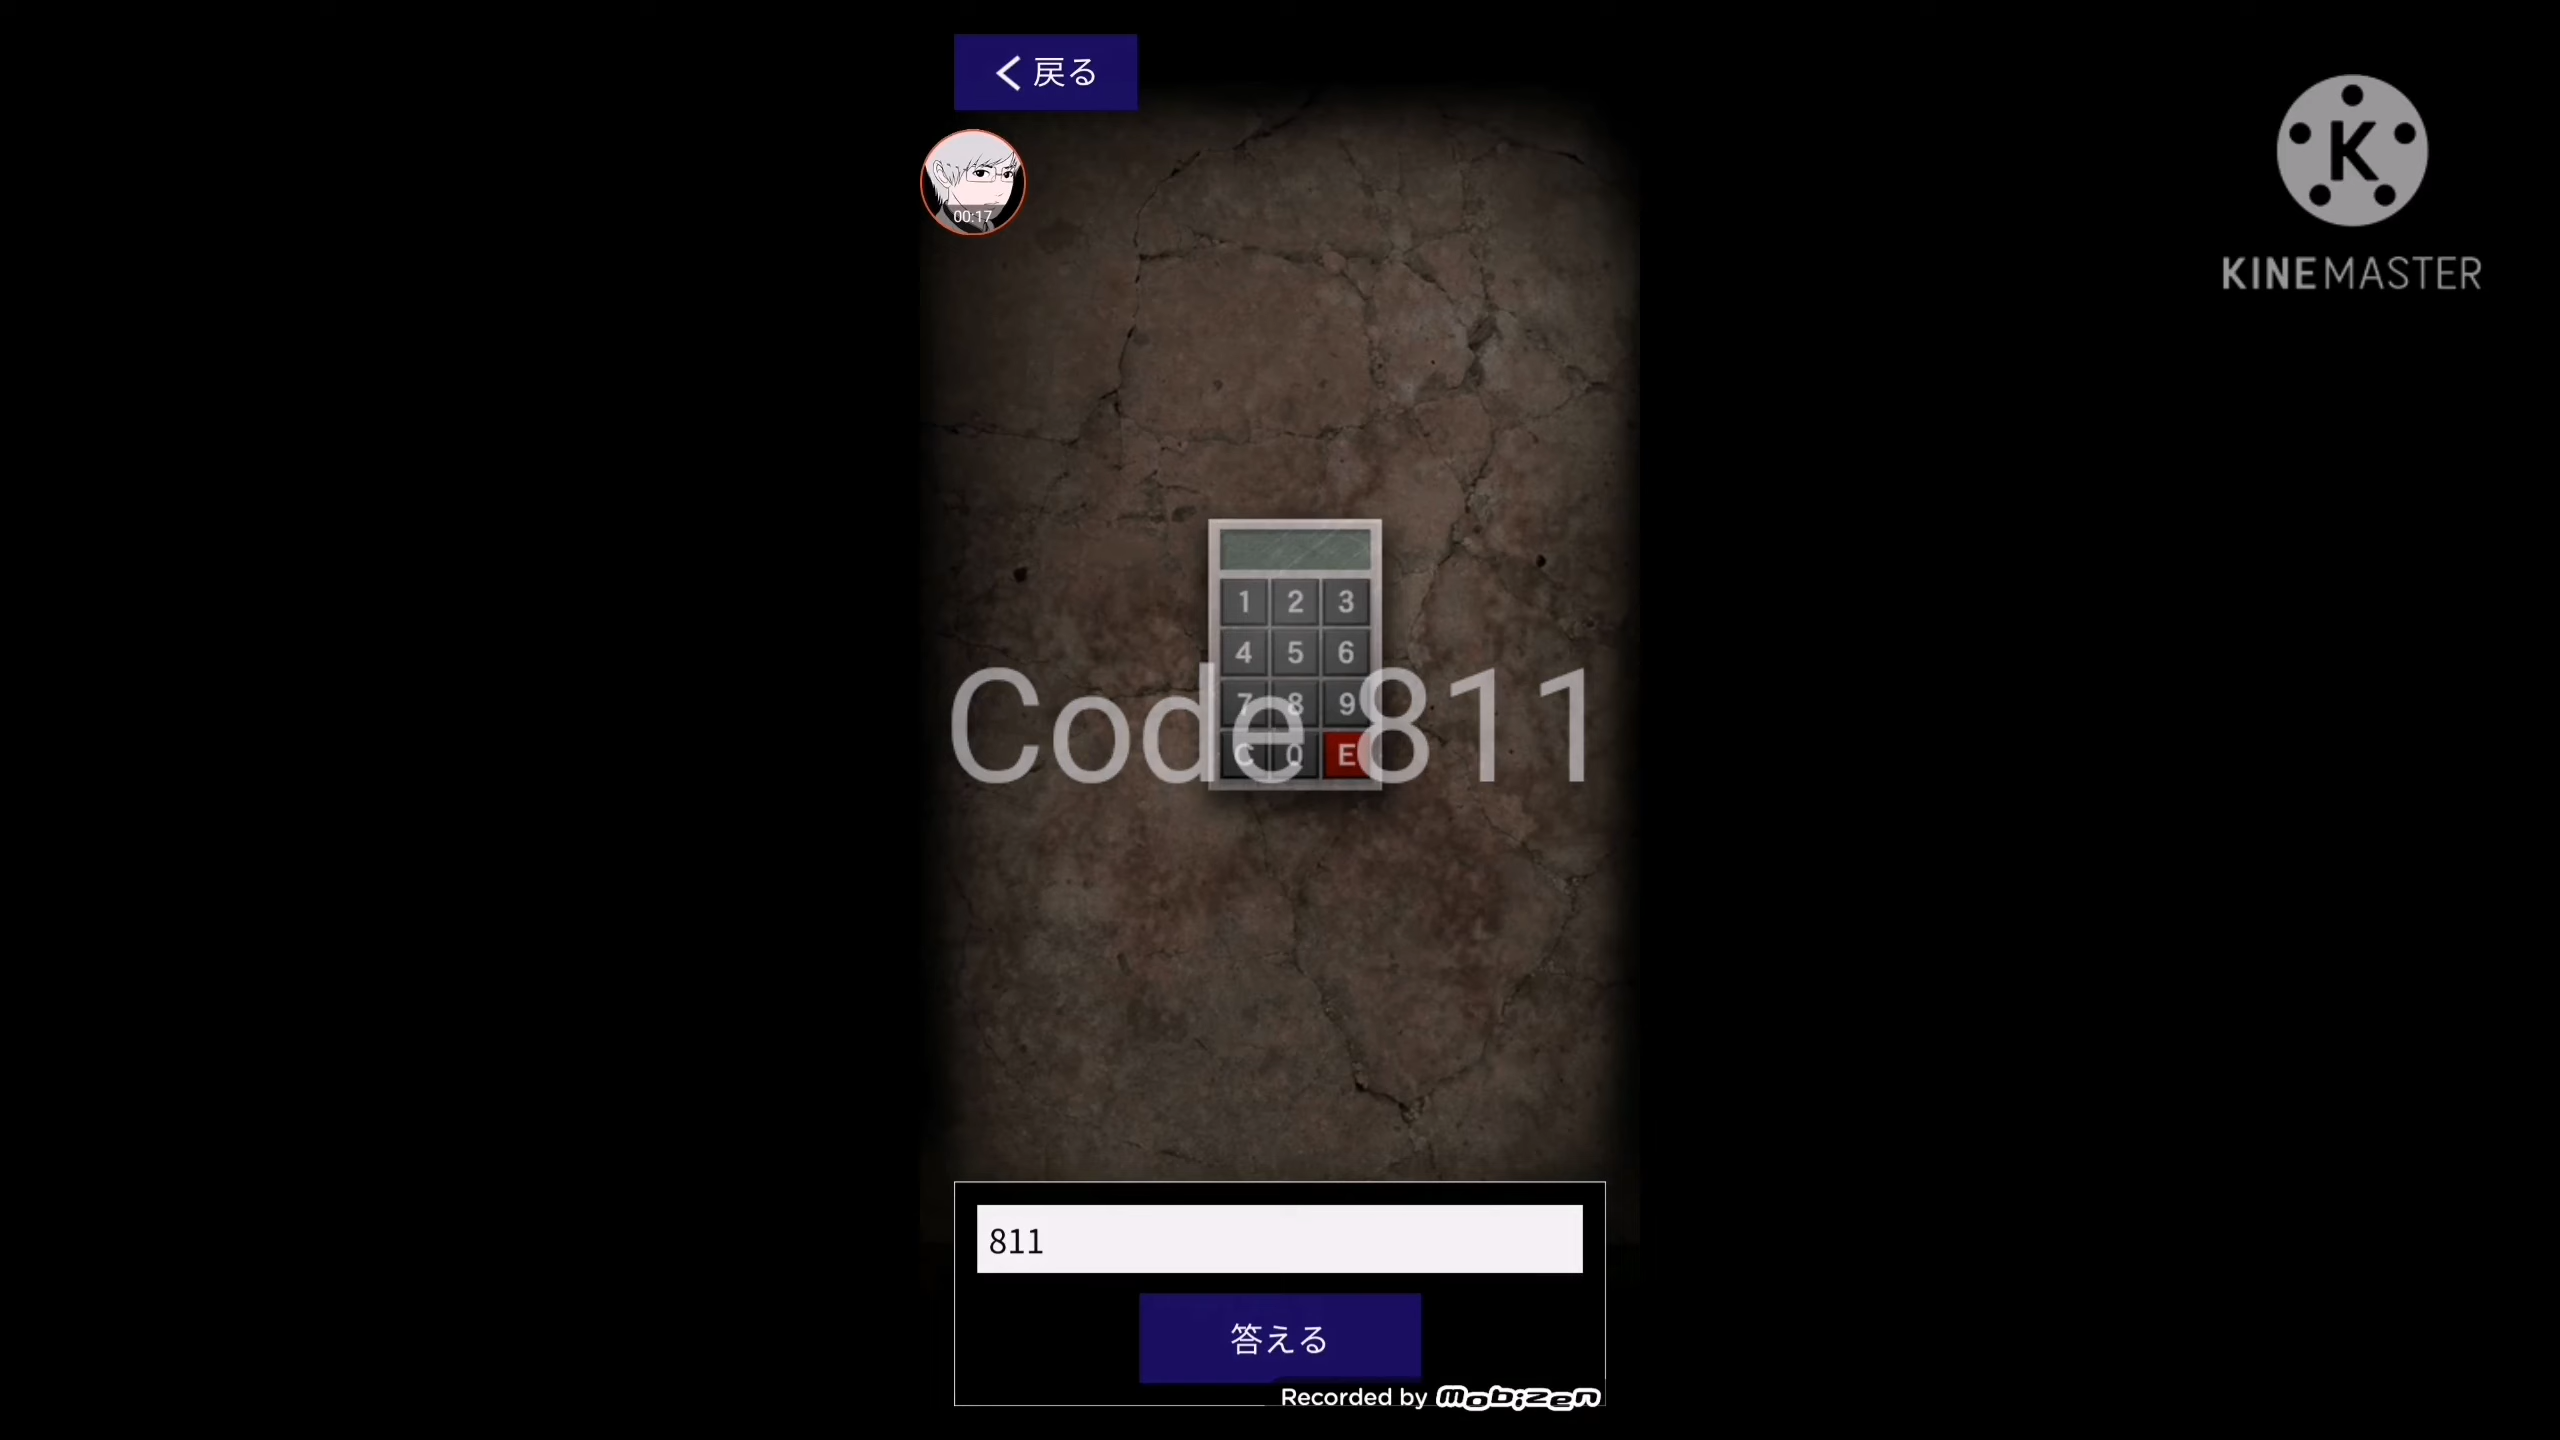 戻る
00:17
K
KINEMASTER
1 2 3
4 5 6
7 8 9
C 0 E
Code 811
811
答える
Recorded by mobizen